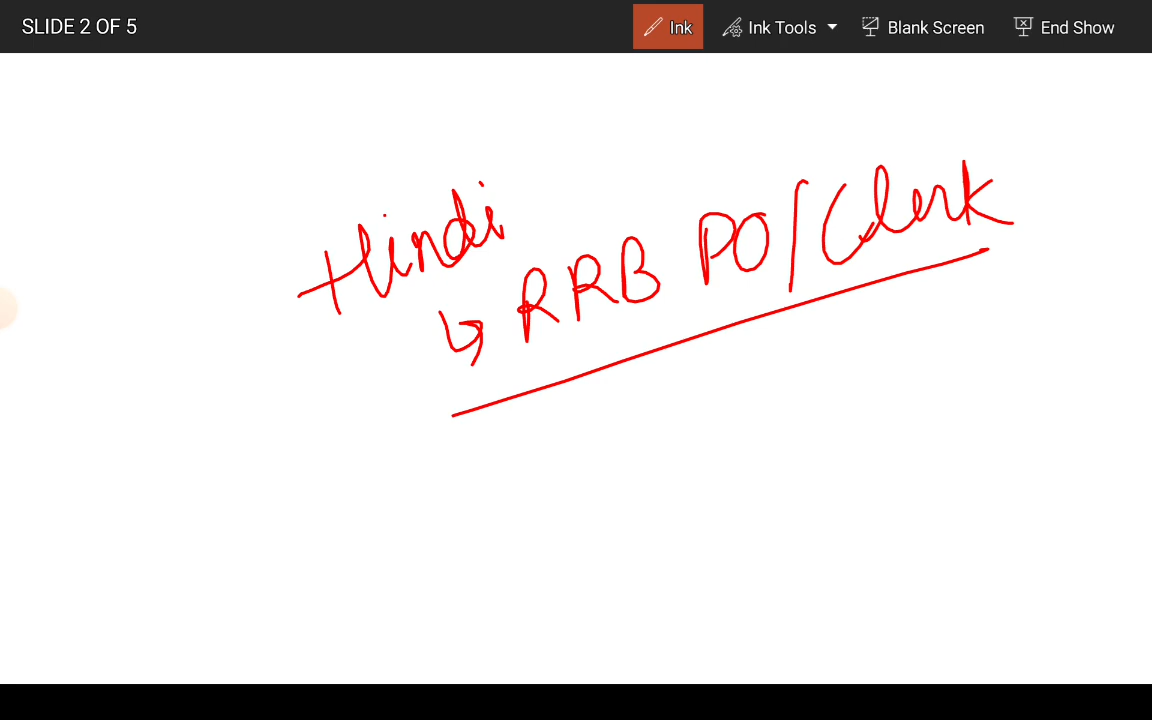 SLIDE 2 OF 5 Ink Ink Tools Blank Screen End Show
Hindi
↳ RRB PO/Clerk